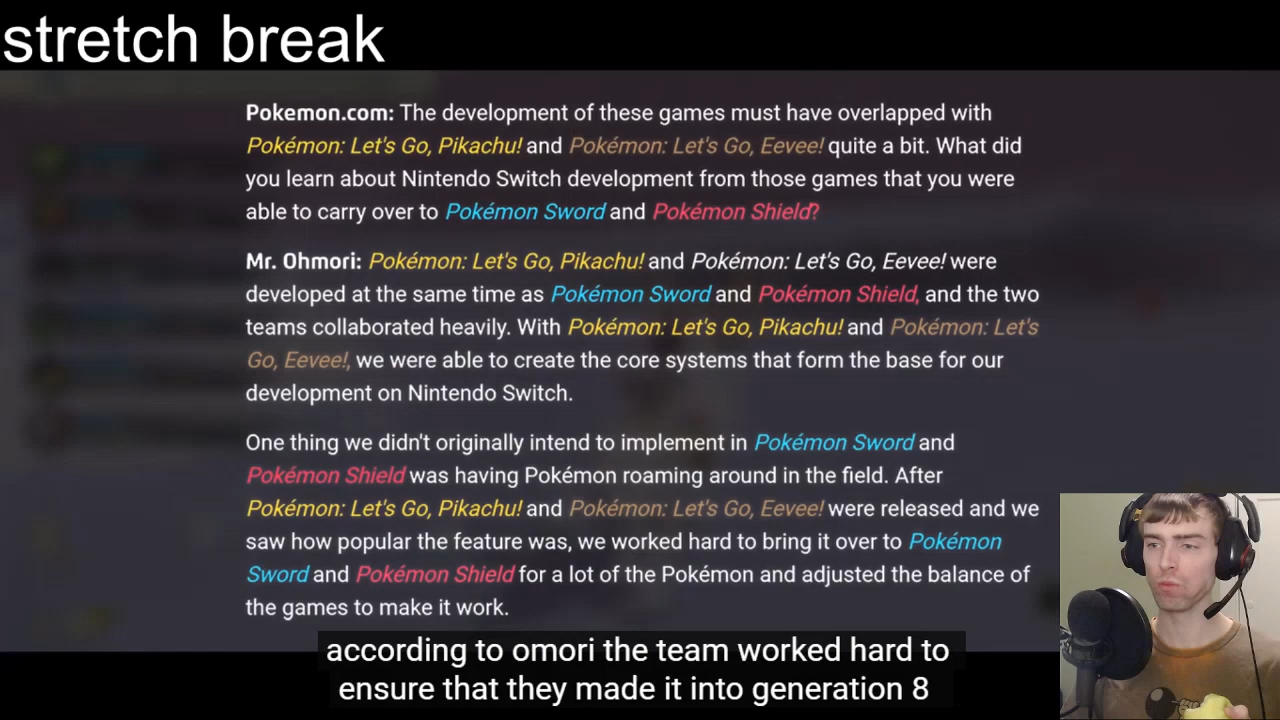 stretch break
Pokemon.com: The development of these games must have overlapped with
Pokémon: Let's Go, Pikachu! and Pokémon: Let's Go, Eevee! quite a bit. What did
you learn about Nintendo Switch development from those games that you were
able to carry over to Pokémon Sword and Pokémon Shield?
Mr. Ohmori: Pokémon: Let's Go, Pikachu! and Pokémon: Let's Go, Eevee! were
developed at the same time as Pokémon Sword and Pokémon Shield, and the two
teams collaborated heavily. With Pokémon: Let's Go, Pikachu! and Pokémon: Let's
Go, Eevee!, we were able to create the core systems that form the base for our
development on Nintendo Switch.
One thing we didn't originally intend to implement in Pokémon Sword and
Pokémon Shield was having Pokémon roaming around in the field. After
Pokémon: Let's Go, Pikachu! and Pokémon: Let's Go, Eevee! were released and we
saw how popular the feature was, we worked hard to bring it over to Pokémon
Sword and Pokémon Shield for a lot of the Pokémon and adjusted the balance of
the games to make it work.
according to omori the team worked hard to
ensure that they made it into generation 8